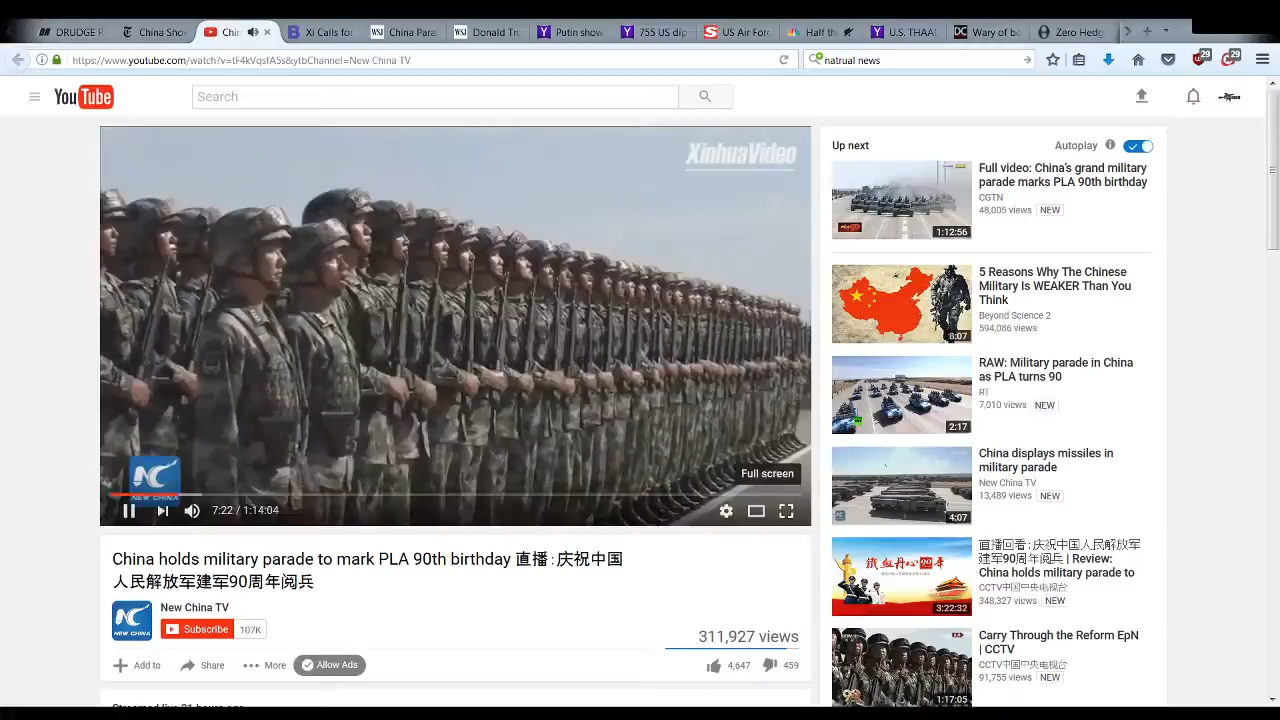 DRUDGE R
China Show
Chi
Xi Calls for
China Para
Donald Tr
Putin show
755 US dip
US Air Forc
Half th
U.S. THAA
Wary of b
Zero Hedg
https://www.youtube.com/watch?v=tF4kVqsfA5s&ytbChannel=New China TV
natrual news
29
29
YouTube
Search
XinhuaVideo
NEW CHINA
Full screen
7:22 / 1:14:04
China holds military parade to mark PLA 90th birthday 直播：庆祝中国
人民解放军建军90周年阅兵
NEW CHINA
New China TV
Subscribe 107K
311,927 views
Add to
Share
More
Allow Ads
4,647
459
Up next
Autoplay
Full video: China's grand military
parade marks PLA 90th birthday
CGTN
48,005 views NEW
1:12:56
5 Reasons Why The Chinese
Military Is WEAKER Than You
Think
Beyond Science 2
594,086 views
8:07
RAW: Military parade in China
as PLA turns 90
RT
7,010 views NEW
2:17
China displays missiles in
military parade
New China TV
13,489 views NEW
4:07
直播回看：庆祝中国人民解放军
建军90周年阅兵 | Review:
China holds military parade to
CCTV中国中央电视台
348,327 views NEW
铁血丹心90年
3:22:32
Carry Through the Reform EpN
| CCTV
CCTV中国中央电视台
91,755 views NEW
1:17:05